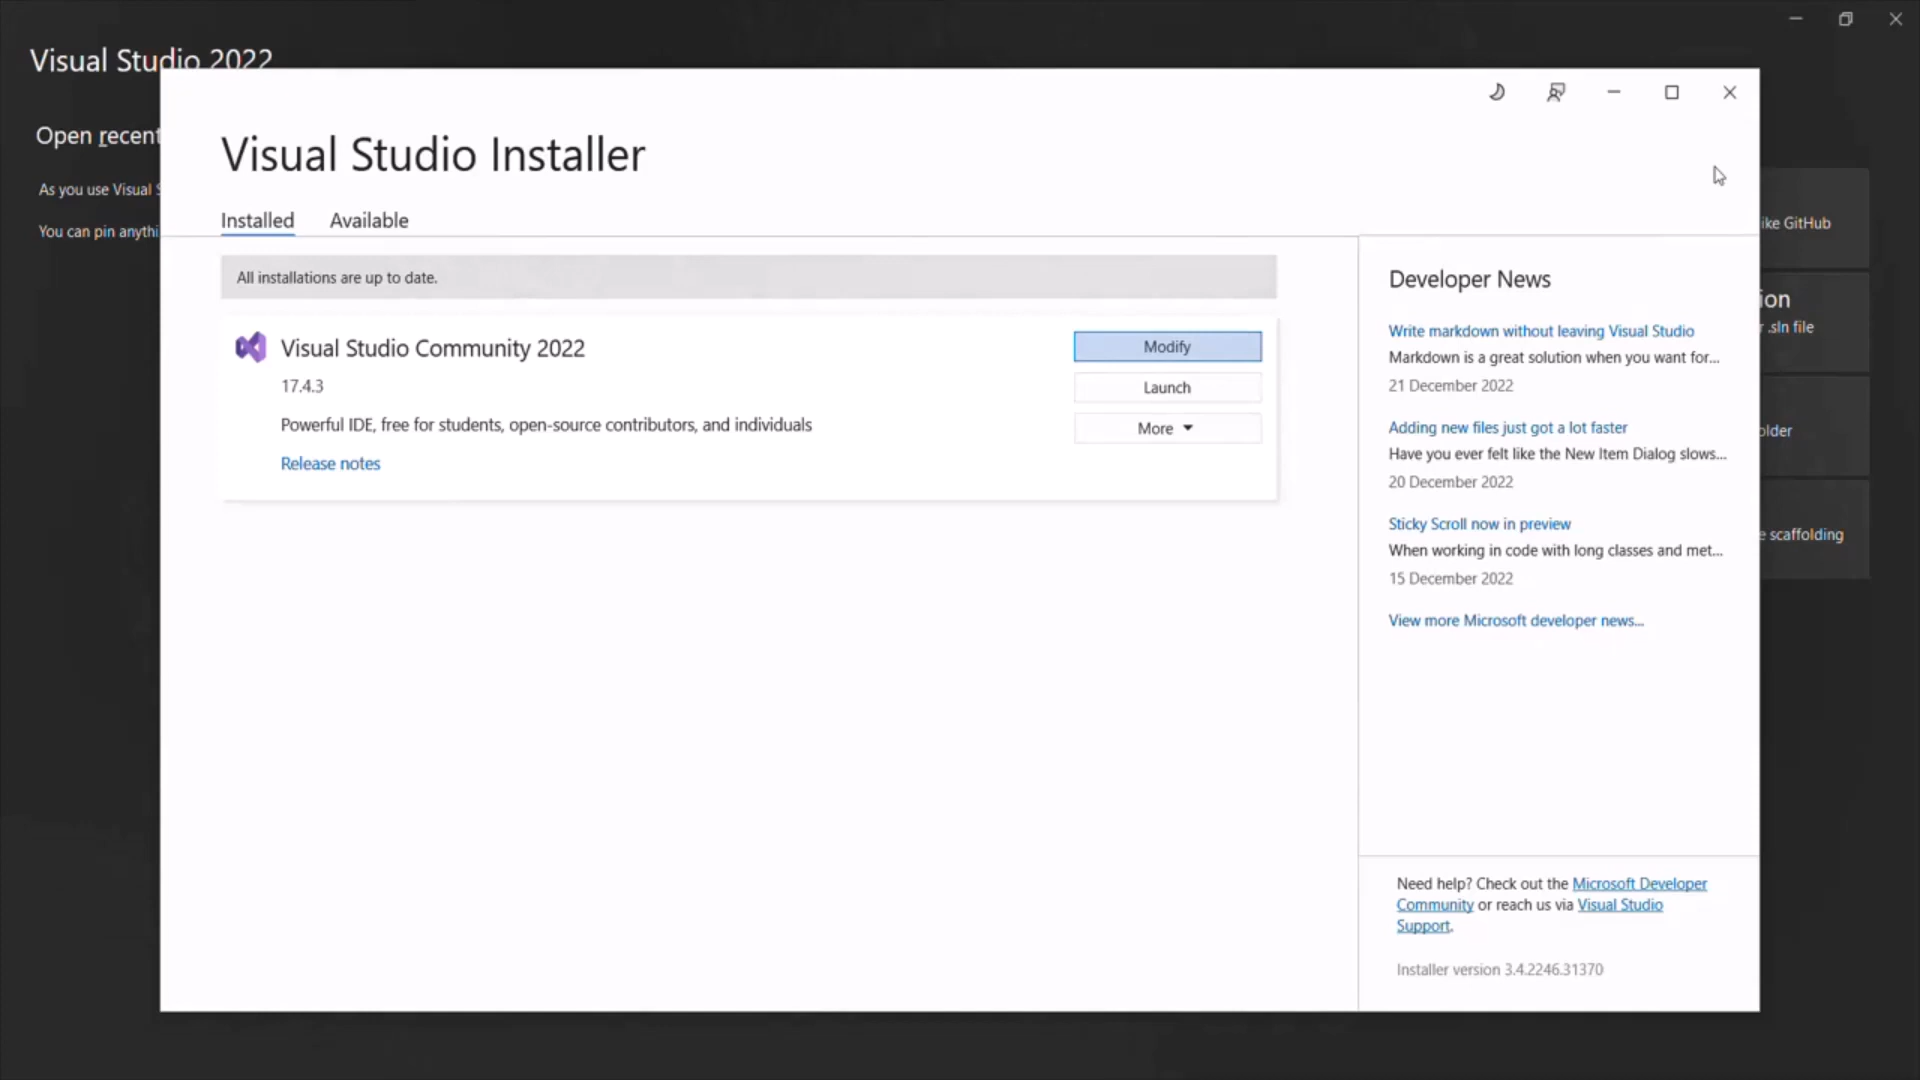 Visual Studio 2022
Open recent
As you use Visual S
You can pin anythi
Visual Studio Installer
Installed
Available
All installations are up to date.
Visual Studio Community 2022
17.4.3
Powerful IDE, free for students, open-source contributors, and individuals
Release notes
Modify
Launch
More
Developer News
Write markdown without leaving Visual Studio
Markdown is a great solution when you want for...
21 December 2022
Adding new files just got a lot faster
Have you ever felt like the New Item Dialog slows...
20 December 2022
Sticky Scroll now in preview
When working in code with long classes and met...
15 December 2022
View more Microsoft developer news...
Need help? Check out the Microsoft Developer
Community or reach us via Visual Studio
Support.
Installer version 3.4.2246.31370
ike GitHub
ion
r .sln file
older
e scaffolding